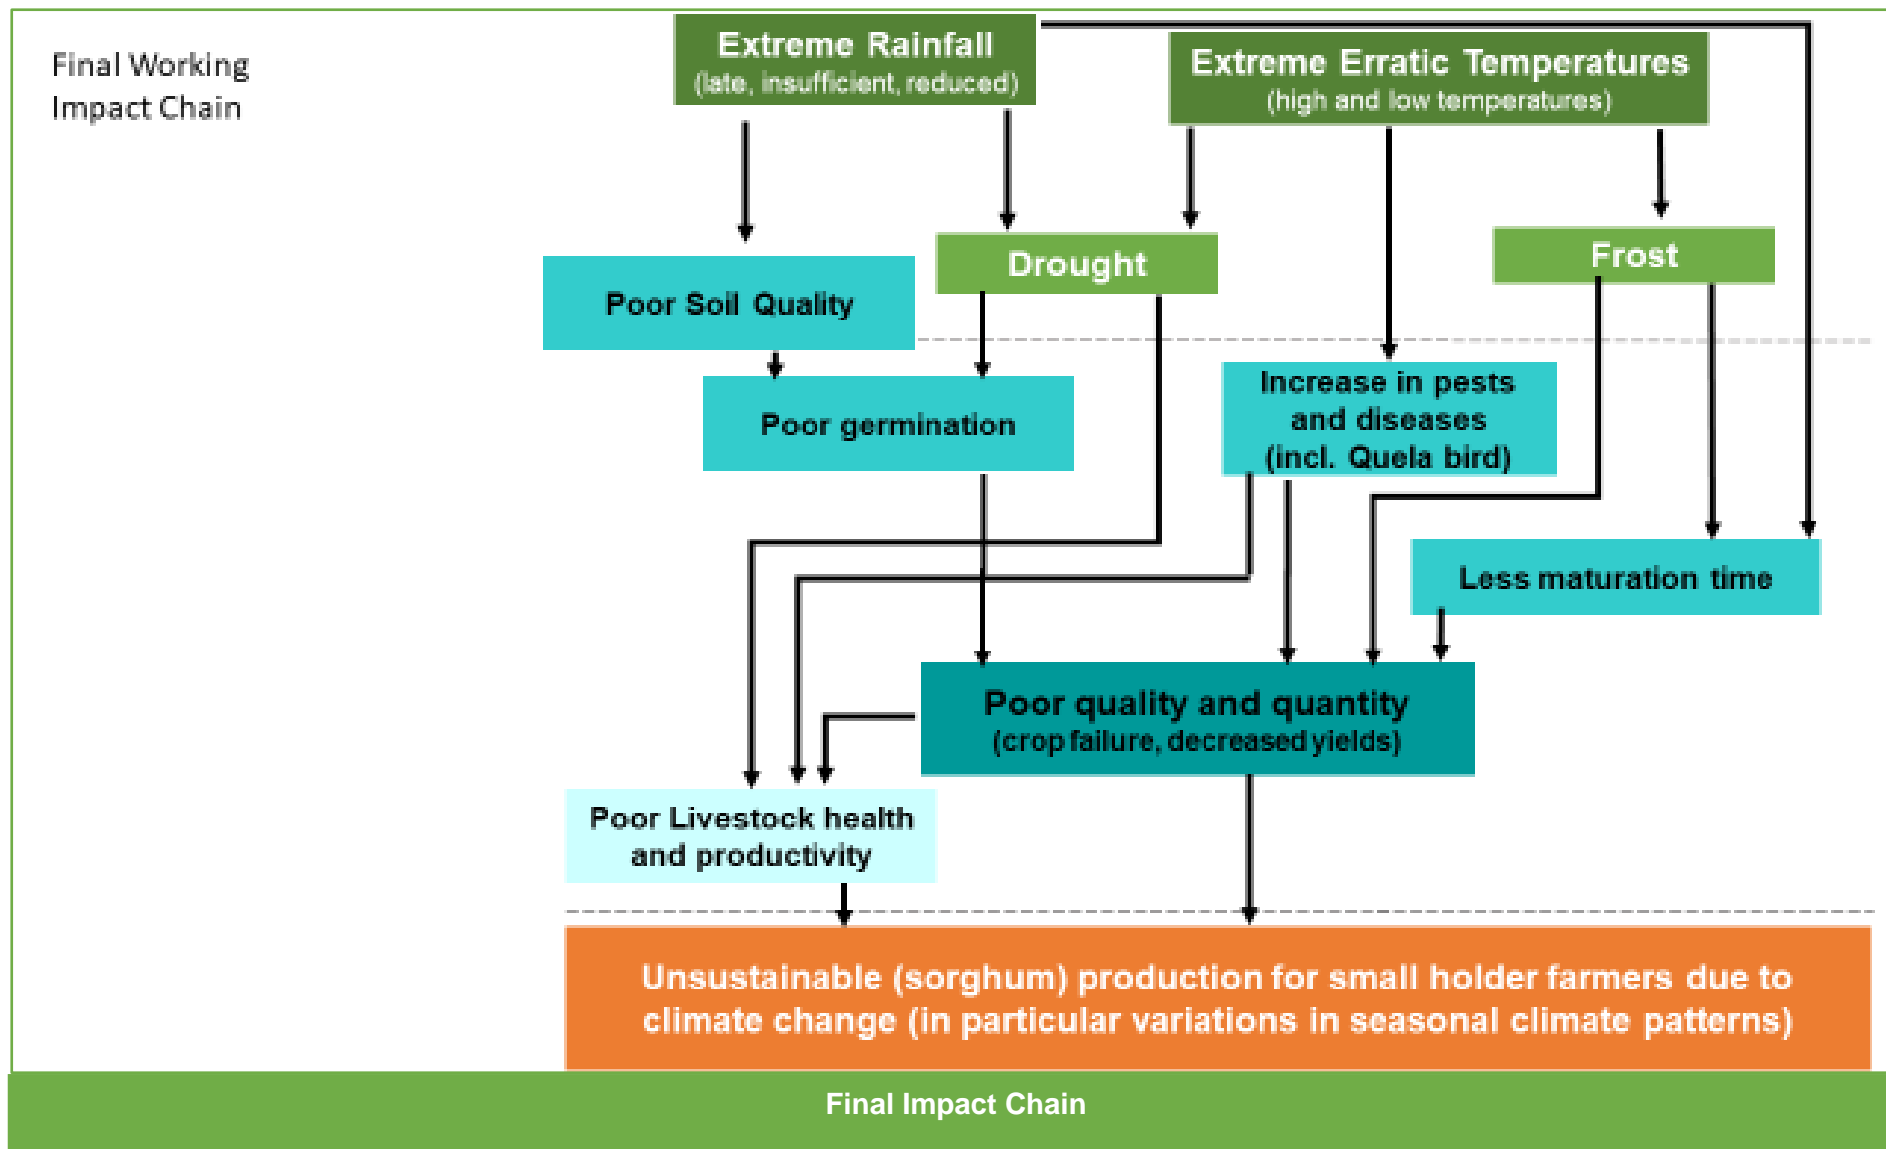 Final Working
Impact Chain
Extreme Rainfall
(late, insufficient, reduced)
Extreme Erratic Temperatures
(high and low temperatures)
Drought
Frost
Poor Soil Quality
Poor germination
Increase in pests
and diseases
(incl. Quela bird)
Less maturation time
Poor quality and quantity
(crop failure, decreased yields)
Poor Livestock health
and productivity
Unsustainable (sorghum) production for small holder farmers due to
climate change (in particular variations in seasonal climate patterns)
Final Impact Chain